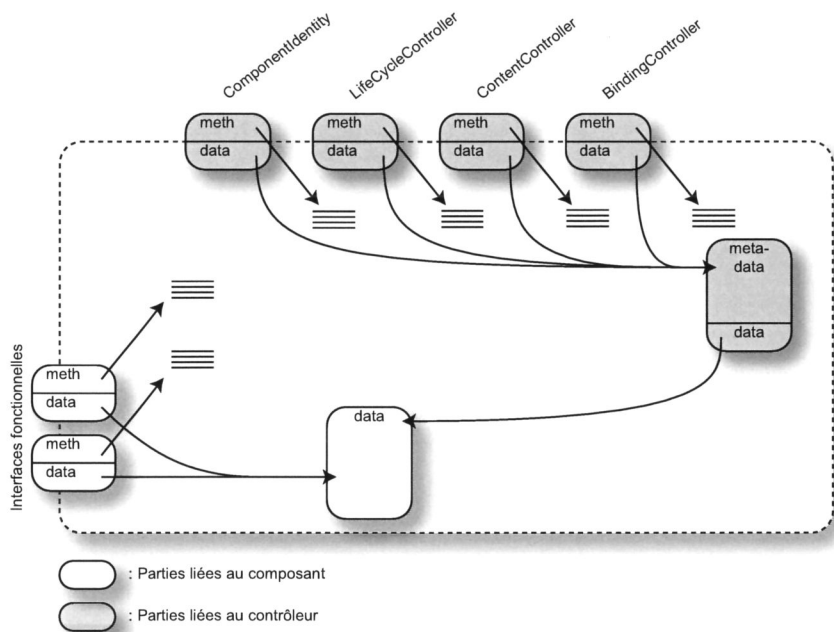 ComponentIdentity
LifeCycleController
ContentController
BindingController
meth
data
meth
data
meth
data
meth
data
meta-
data
data
Interfaces fonctionnelles
meth
data
meth
data
data
: Parties liées au composant
: Parties liées au contrôleur